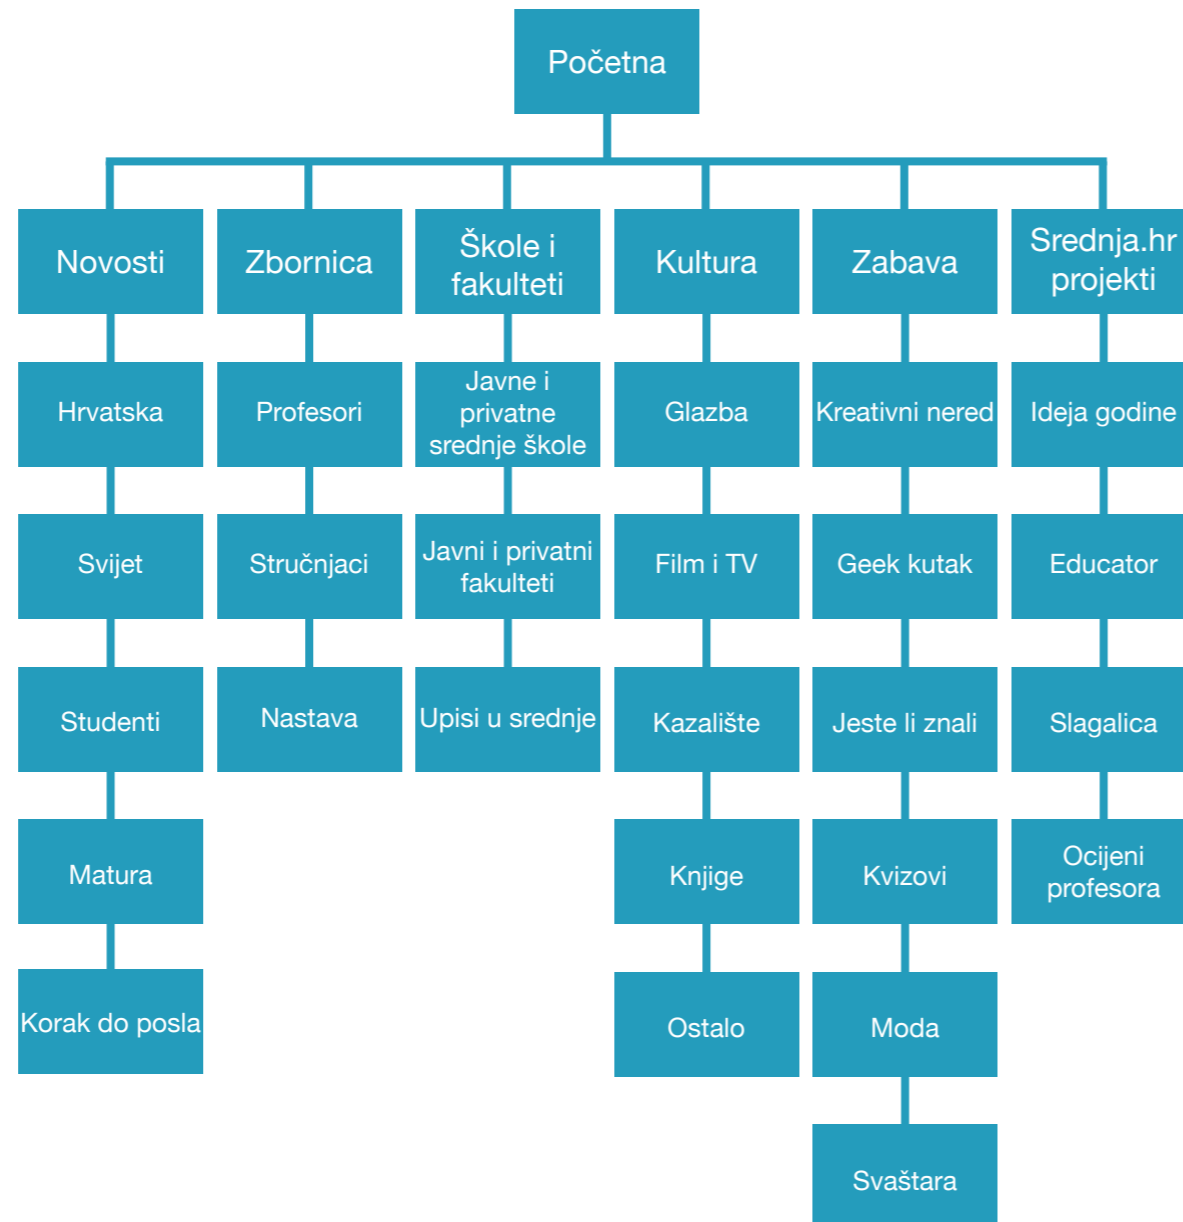 Početna
Novosti
Zbornica
Škole i
fakulteti
Kultura
Zabava
Srednja.hr
projekti
Hrvatska
Profesori
Javne i
privatne
srednje škole
Glazba
Kreativni nered
Ideja godine
Svijet
Stručnjaci
Javni i privatni
fakulteti
Film i TV
Geek kutak
Educator
Studenti
Nastava
Upisi u srednje
Kazalište
Jeste li znali
Slagalica
Matura
Knjige
Kvizovi
Ocijeni
profesora
Korak do posla
Ostalo
Moda
Svaštara